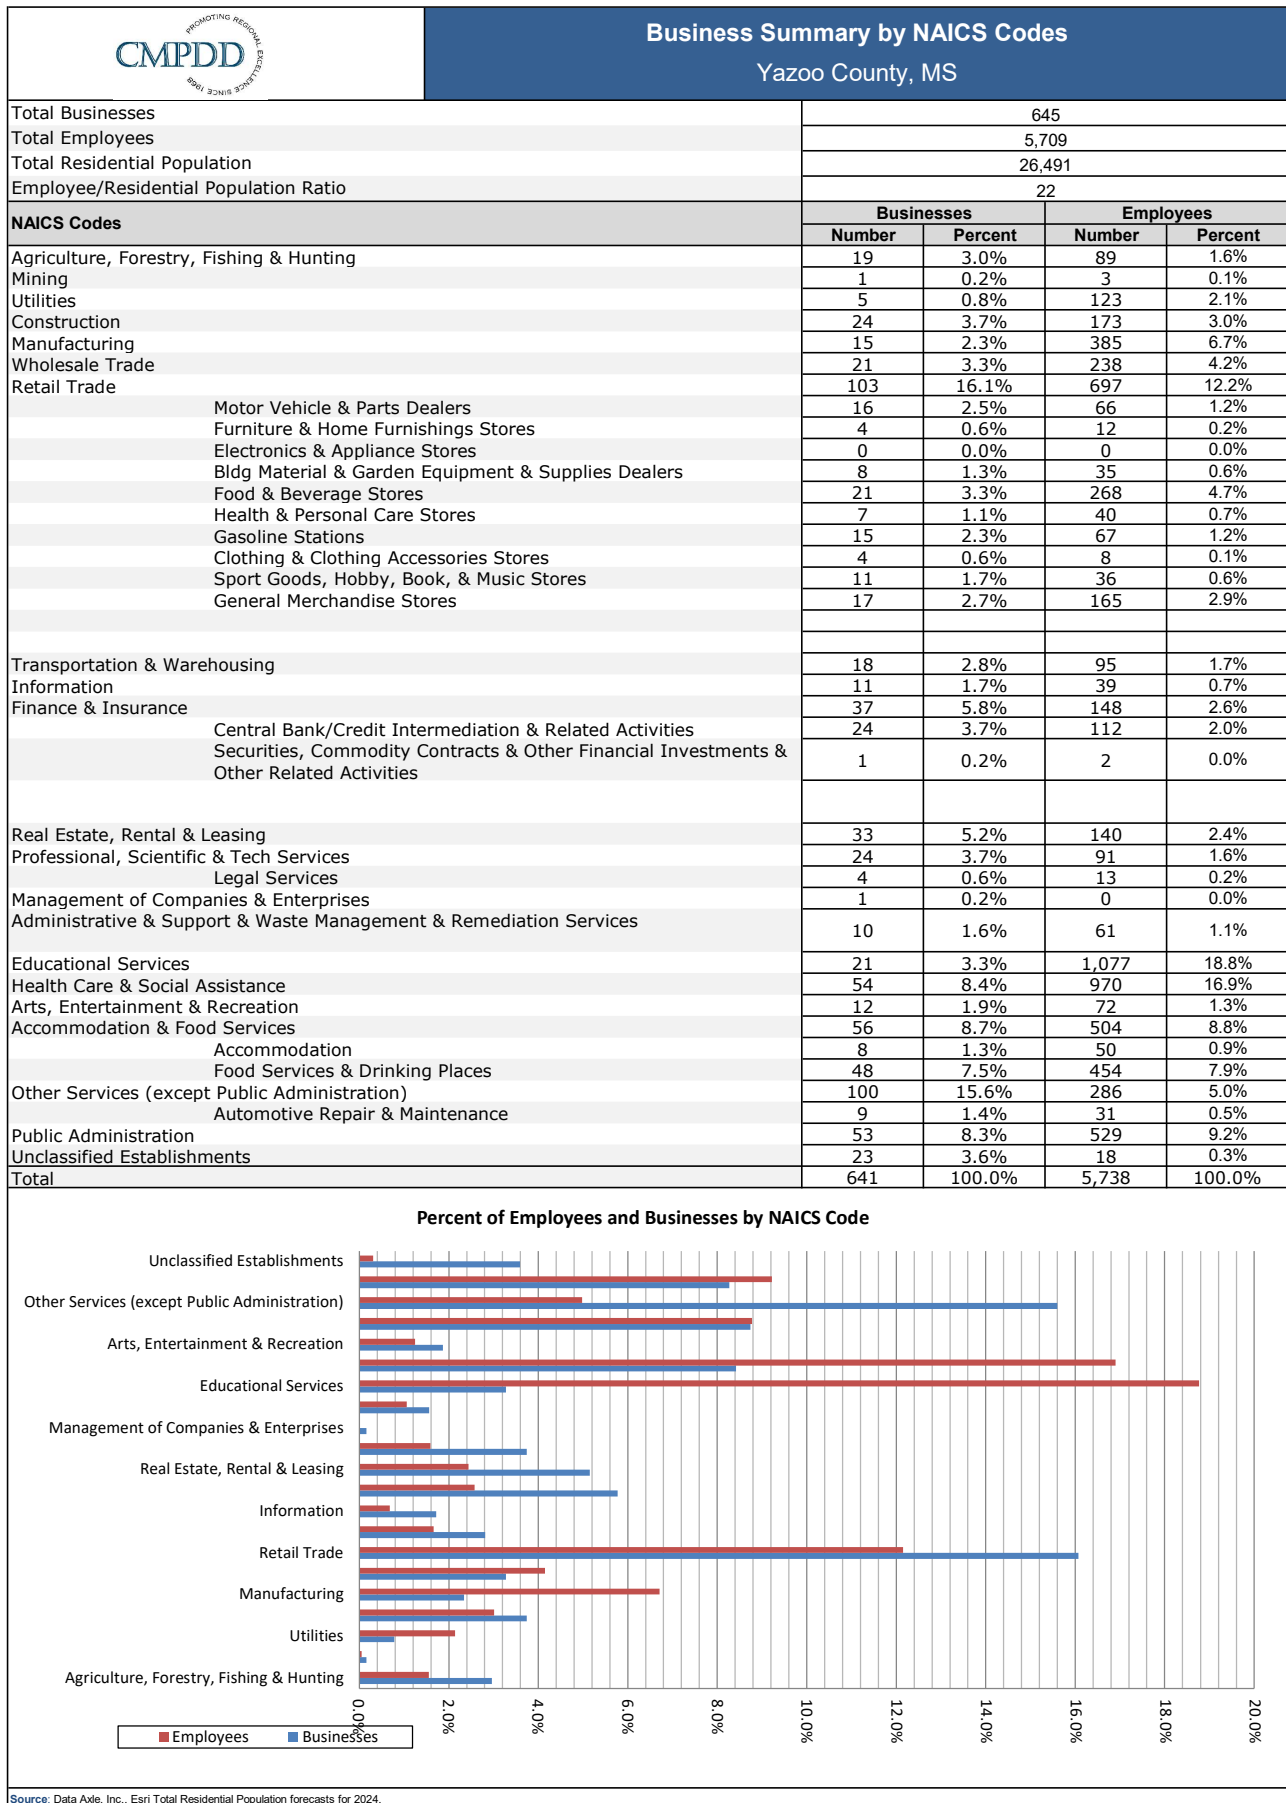 PROMOTING REGIONAL EXCELLENCE SINCE 1968
CMPDD
Business Summary by NAICS Codes
Yazoo County, MS
Total Businesses 645
Total Employees 5,709
Total Residential Population 26,491
Employee/Residential Population Ratio 22
NAICS Codes Businesses Employees
Number Percent Number Percent
Agriculture, Forestry, Fishing & Hunting 19 3.0% 89 1.6%
Mining 1 0.2% 3 0.1%
Utilities 5 0.8% 123 2.1%
Construction 24 3.7% 173 3.0%
Manufacturing 15 2.3% 385 6.7%
Wholesale Trade 21 3.3% 238 4.2%
Retail Trade 103 16.1% 697 12.2%
Motor Vehicle & Parts Dealers 16 2.5% 66 1.2%
Furniture & Home Furnishings Stores 4 0.6% 12 0.2%
Electronics & Appliance Stores 0 0.0% 0 0.0%
Bldg Material & Garden Equipment & Supplies Dealers 8 1.3% 35 0.6%
Food & Beverage Stores 21 3.3% 268 4.7%
Health & Personal Care Stores 7 1.1% 40 0.7%
Gasoline Stations 15 2.3% 67 1.2%
Clothing & Clothing Accessories Stores 4 0.6% 8 0.1%
Sport Goods, Hobby, Book, & Music Stores 11 1.7% 36 0.6%
General Merchandise Stores 17 2.7% 165 2.9%
Transportation & Warehousing 18 2.8% 95 1.7%
Information 11 1.7% 39 0.7%
Finance & Insurance 37 5.8% 148 2.6%
Central Bank/Credit Intermediation & Related Activities 24 3.7% 112 2.0%
Securities, Commodity Contracts & Other Financial Investments &
Other Related Activities 1 0.2% 2 0.0%
Real Estate, Rental & Leasing 33 5.2% 140 2.4%
Professional, Scientific & Tech Services 24 3.7% 91 1.6%
Legal Services 4 0.6% 13 0.2%
Management of Companies & Enterprises 1 0.2% 0 0.0%
Administrative & Support & Waste Management & Remediation Services 10 1.6% 61 1.1%
Educational Services 21 3.3% 1,077 18.8%
Health Care & Social Assistance 54 8.4% 970 16.9%
Arts, Entertainment & Recreation 12 1.9% 72 1.3%
Accommodation & Food Services 56 8.7% 504 8.8%
Accommodation 8 1.3% 50 0.9%
Food Services & Drinking Places 48 7.5% 454 7.9%
Other Services (except Public Administration) 100 15.6% 286 5.0%
Automotive Repair & Maintenance 9 1.4% 31 0.5%
Public Administration 53 8.3% 529 9.2%
Unclassified Establishments 23 3.6% 18 0.3%
Total 641 100.0% 5,738 100.0%
Percent of Employees and Businesses by NAICS Code
Unclassified Establishments
Other Services (except Public Administration)
Arts, Entertainment & Recreation
Educational Services
Management of Companies & Enterprises
Real Estate, Rental & Leasing
Information
Retail Trade
Manufacturing
Utilities
Agriculture, Forestry, Fishing & Hunting
0.0% 2.0% 4.0% 6.0% 8.0% 10.0% 12.0% 14.0% 16.0% 18.0% 20.0%
Employees Businesses
Source: Data Axle, Inc., Esri Total Residential Population forecasts for 2024.